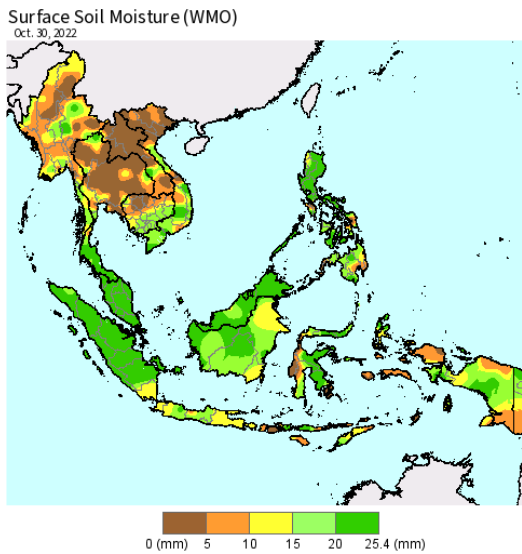 Surface Soil Moisture (WMO)
Oct. 30, 2022
0 (mm) 5 10 15 20 25.4 (mm)